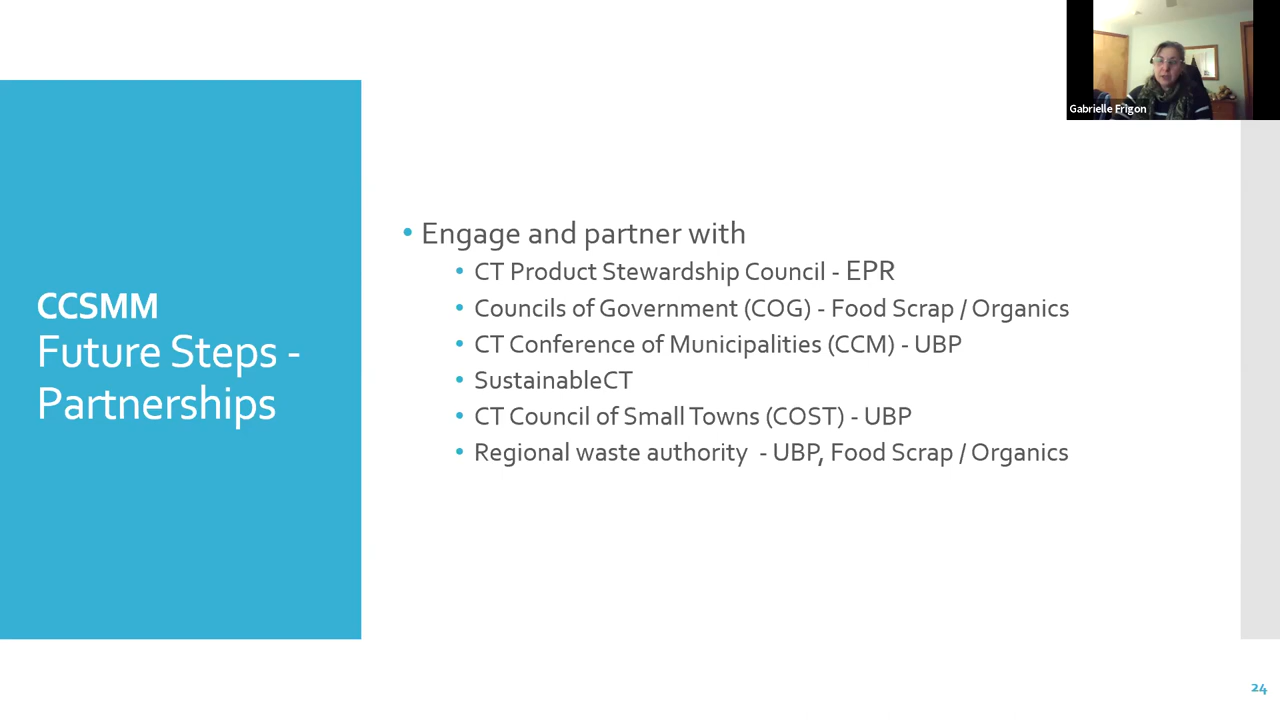 Gabrielle Frigon
CCSMM
Future Steps -
Partnerships
• Engage and partner with
• CT Product Stewardship Council - EPR
• Councils of Government (COG) - Food Scrap / Organics
• CT Conference of Municipalities (CCM) - UBP
• SustainableCT
• CT Council of Small Towns (COST) - UBP
• Regional waste authority  - UBP, Food Scrap / Organics
24